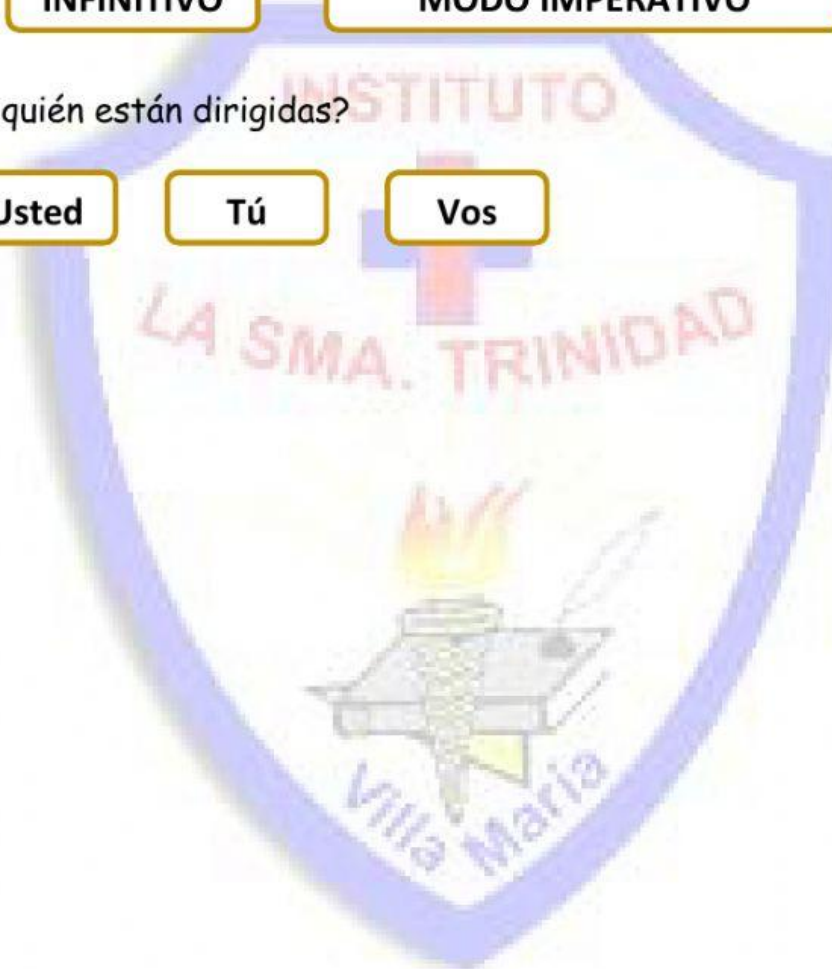 INFINITIVO MODO IMPERATIVO
quién están dirigidas?
Usted Tú Vos
INSTITUTO
LA SMA. TRINIDAD
Villa María